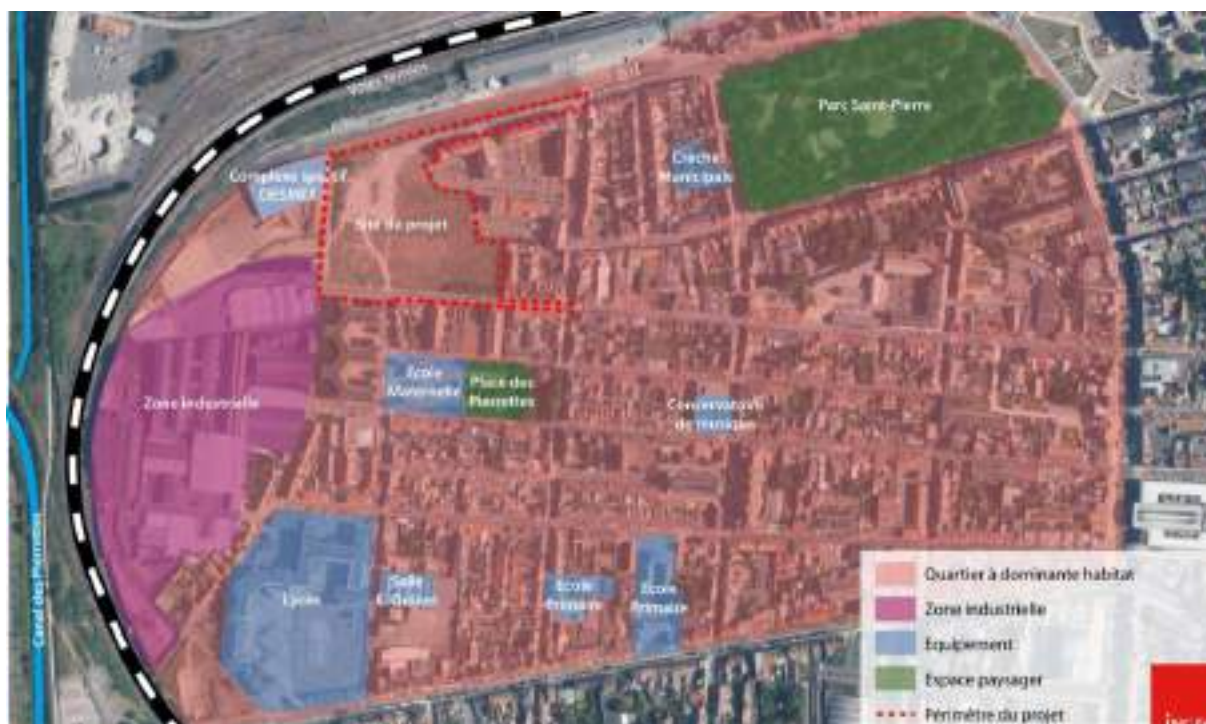 Voies ferrées
Parc Saint-Pierre
Crèche
Municipale
Complexe sportif
Site du projet
Ecole
Maternelle
Place des
Pierrettes
Zone industrielle
Conservatoire
de musique
Canal des Pierrettes
Lycée
Salle
Ecole
Primaire
Ecole
Primaire
Quartier à dominante habitat
Zone industrielle
Equipement
Espace paysager
Périmètre du projet